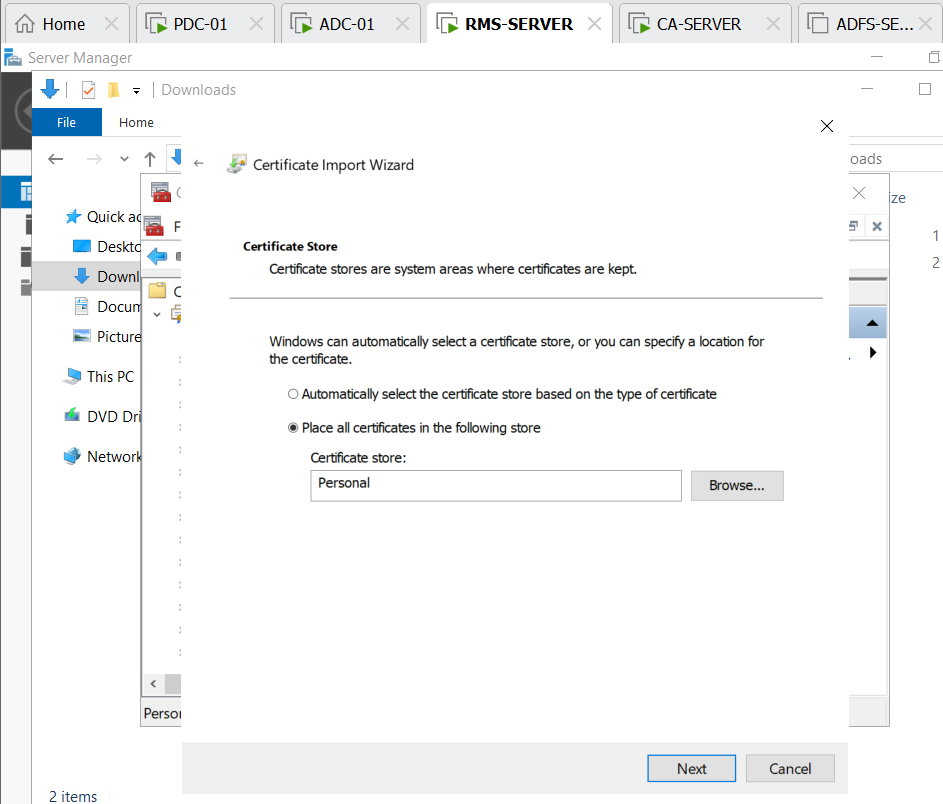 Home
PDC-01
ADC-01
RMS-SERVER
CA-SERVER
ADFS-SE...
Server Manager
Downloads
File
Home
oads
Certificate Import Wizard
ze
Quick ac
F
1
Certificate Store
Deskto
2
Certificate stores are system areas where certificates are kept.
Downl
C
Docum
Picture
Windows can automatically select a certificate store, or you can specify a location for
the certificate.
This PC
Automatically select the certificate store based on the type of certificate
DVD Dri
Place all certificates in the following store
Network
Certificate store:
Personal
Browse...
Person
Next
Cancel
2 items